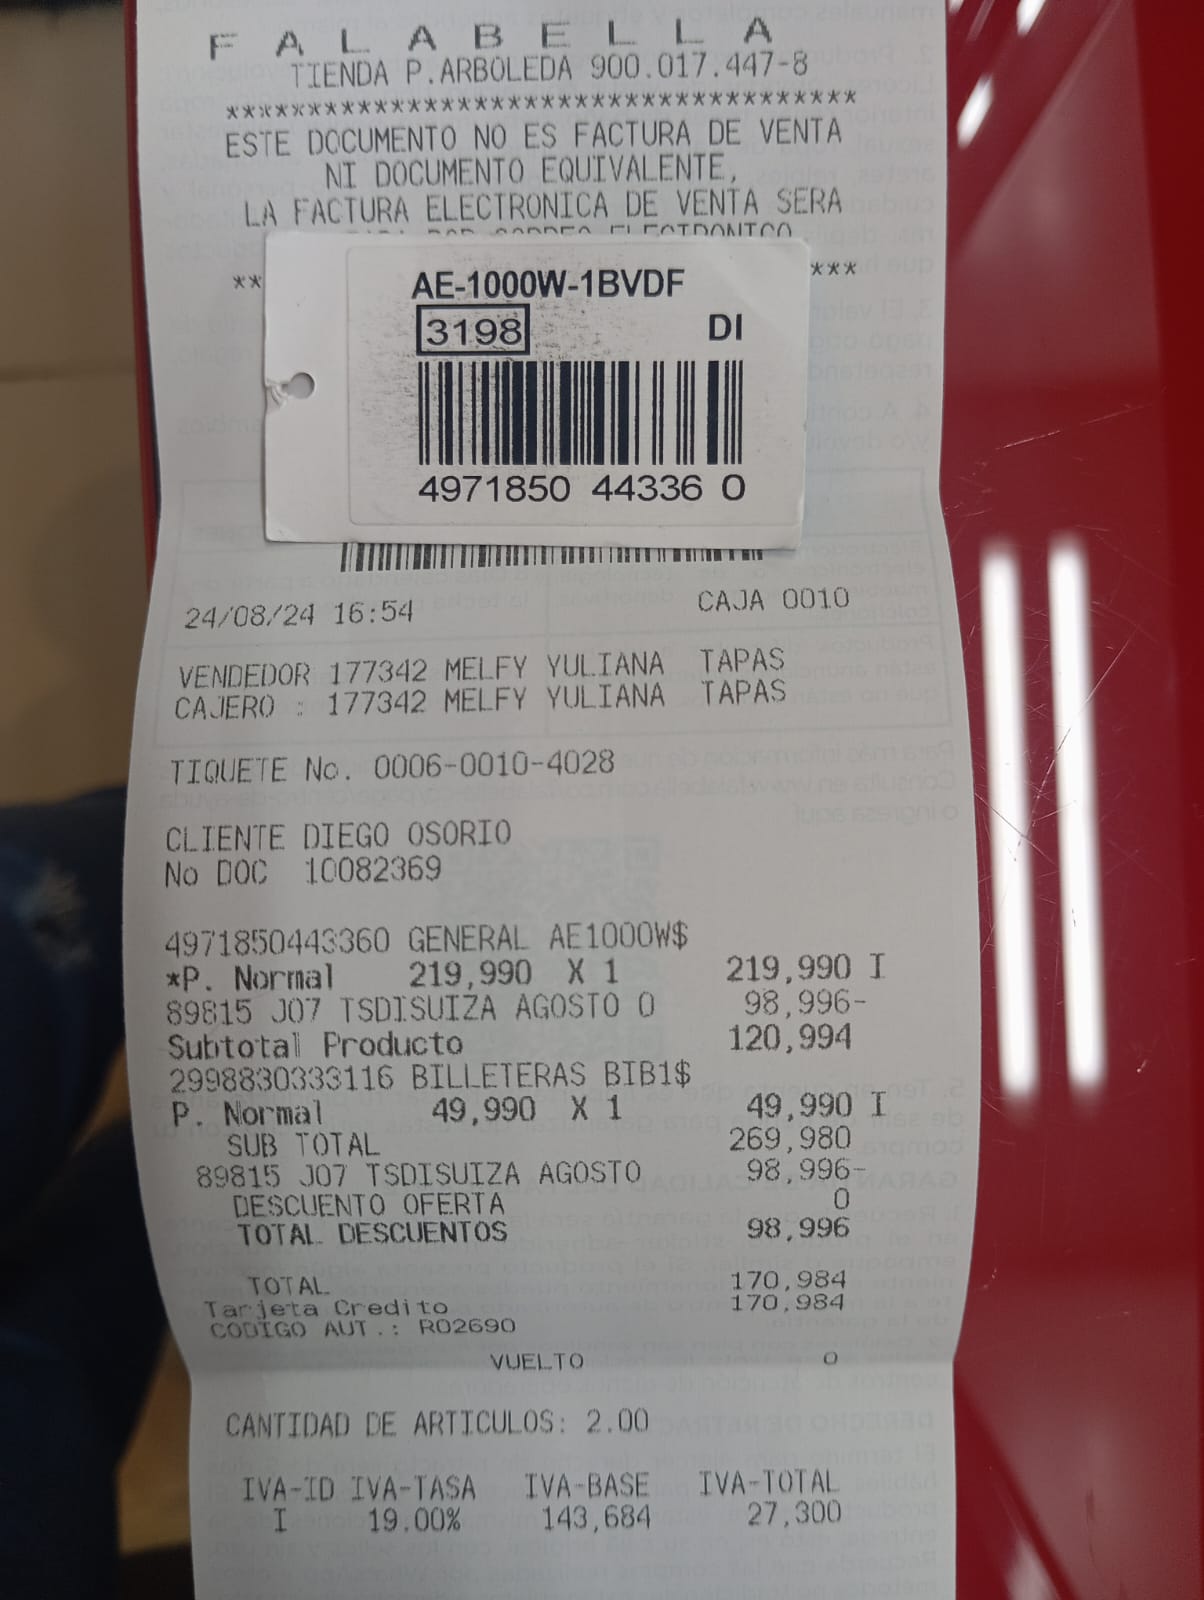 F A L A B E L L A
TIENDA P.ARBOLEDA 900.017.447-8
***************************************
ESTE DOCUMENTO NO ES FACTURA DE VENTA
NI DOCUMENTO EQUIVALENTE,
LA FACTURA ELECTRONICA DE VENTA SERA
POR CORREO ELECTRONICO
** ***
AE-1000W-1BVDF
3198 DI
4971850 44336 0
24/08/24 16:54 CAJA 0010
VENDEDOR 177342 MELFY YULIANA TAPAS
CAJERO : 177342 MELFY YULIANA TAPAS
TIQUETE No. 0006-0010-4028
CLIENTE DIEGO OSORIO
No DOC 10082369
4971850443360 GENERAL AE1000W$
*P. Normal 219,990 X 1 219,990 I
89815 J07 TSDISUIZA AGOSTO 0 98,996-
Subtotal Producto 120,994
2998830333116 BILLETERAS BIB1$
P. Normal 49,990 X 1 49,990 I
SUB TOTAL 269,980
89815 J07 TSDISUIZA AGOSTO 98,996-
DESCUENTO OFERTA 0
TOTAL DESCUENTOS 98,996
TOTAL 170,984
Tarjeta Credito 170,984
CODIGO AUT.: R02690
VUELTO 0
CANTIDAD DE ARTICULOS: 2.00
IVA-ID IVA-TASA IVA-BASE IVA-TOTAL
I 19.00% 143,684 27,300